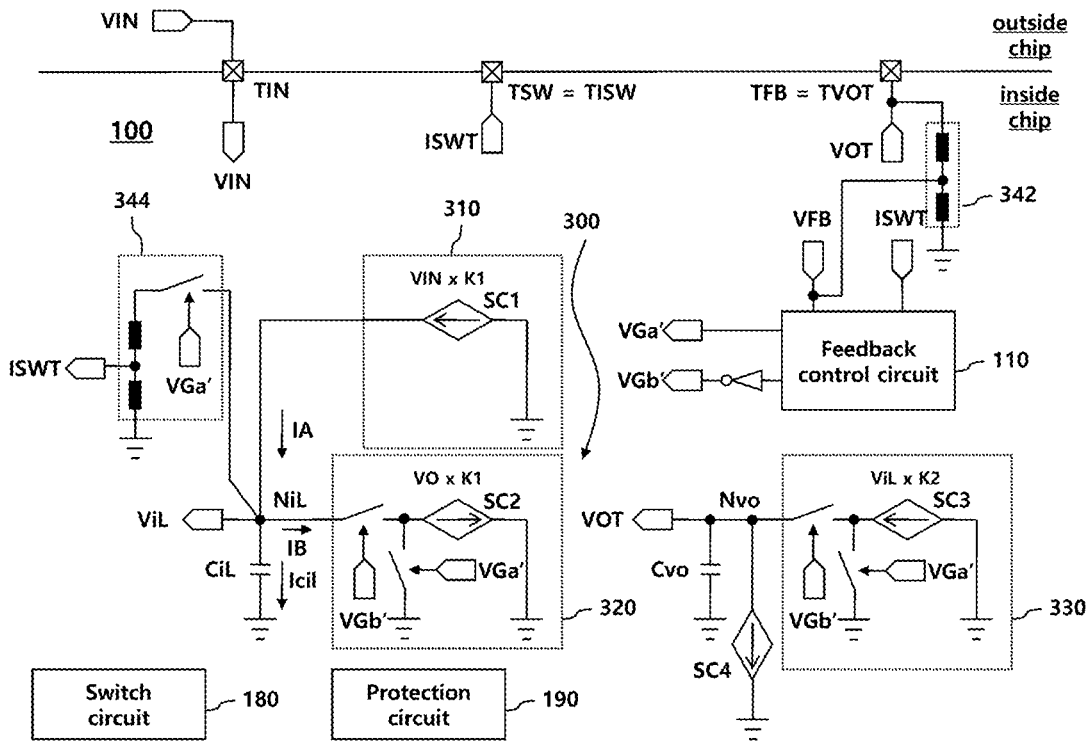 VIN
outside
chip
TIN
TSW = TISW
TFB = TVOT
inside
chip
100
VIN
ISWT
VOT
342
344
310
300
VFB
ISWT
VIN x K1
SC1
VGa'
ISWT
VGa'
VGb'
Feedback
control circuit
110
IA
VO x K1
SC2
ViL
NiL
IB
CiL
Icil
VGa'
VGb'
320
VOT
Nvo
ViL x K2
SC3
Cvo
VGa'
VGb'
330
SC4
Switch
circuit
180
Protection
circuit
190